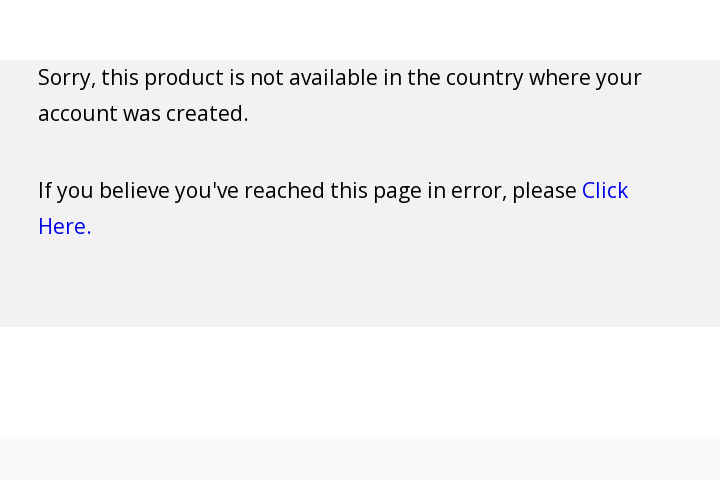 Sorry, this product is not available in the country where your
account was created.
If you believe you've reached this page in error, please Click
Here.